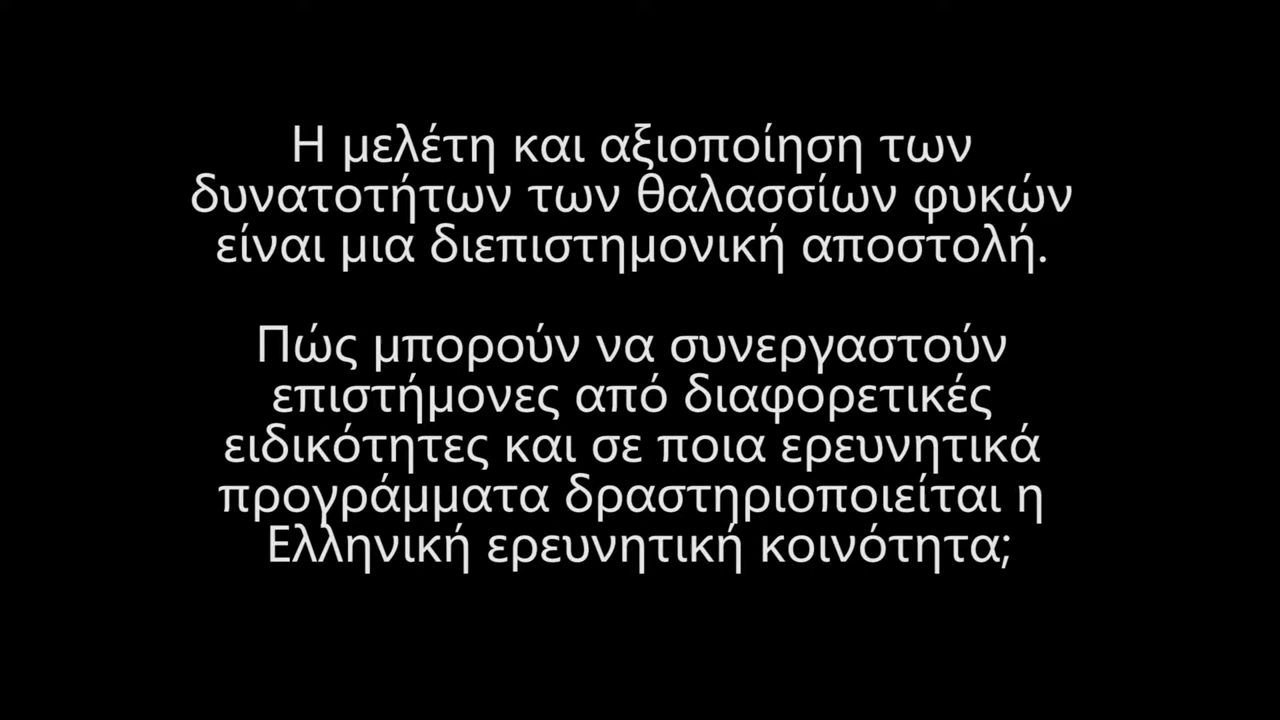 Η μελέτη και αξιοποίηση των
δυνατοτήτων των θαλασσίων φυκών
είναι μια διεπιστημονική αποστολή.
Πώς μπορούν να συνεργαστούν
επιστήμονες από διαφορετικές
ειδικότητες και σε ποια ερευνητικά
προγράμματα δραστηριοποιείται η
Ελληνική ερευνητική κοινότητα;